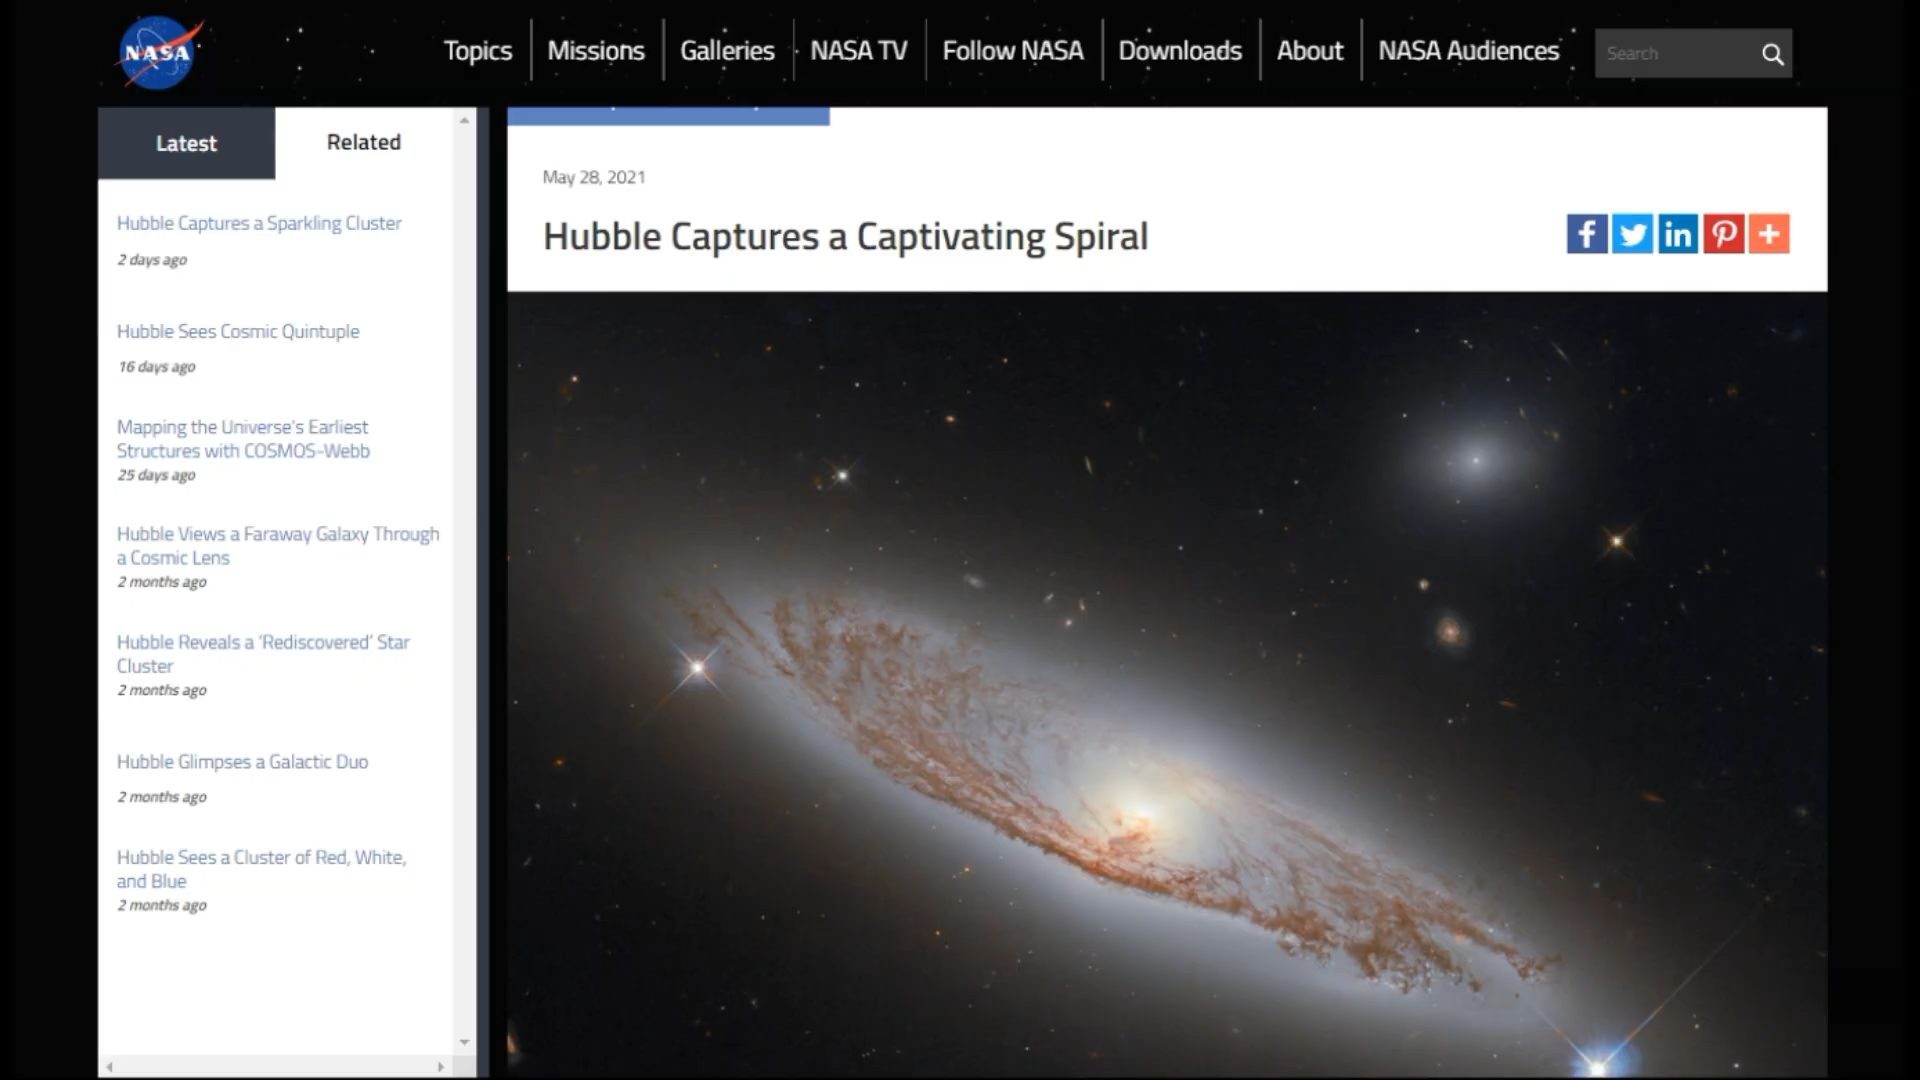 NASA
Topics
Missions
Galleries
NASA TV
Follow NASA
Downloads
About
NASA Audiences
Search
Latest
Related
Hubble Captures a Sparkling Cluster
2 days ago
Hubble Sees Cosmic Quintuple
16 days ago
Mapping the Universe's Earliest
Structures with COSMOS-Webb
25 days ago
Hubble Views a Faraway Galaxy Through
a Cosmic Lens
2 months ago
Hubble Reveals a 'Rediscovered' Star
Cluster
2 months ago
Hubble Glimpses a Galactic Duo
2 months ago
Hubble Sees a Cluster of Red, White,
and Blue
2 months ago
May 28, 2021
Hubble Captures a Captivating Spiral